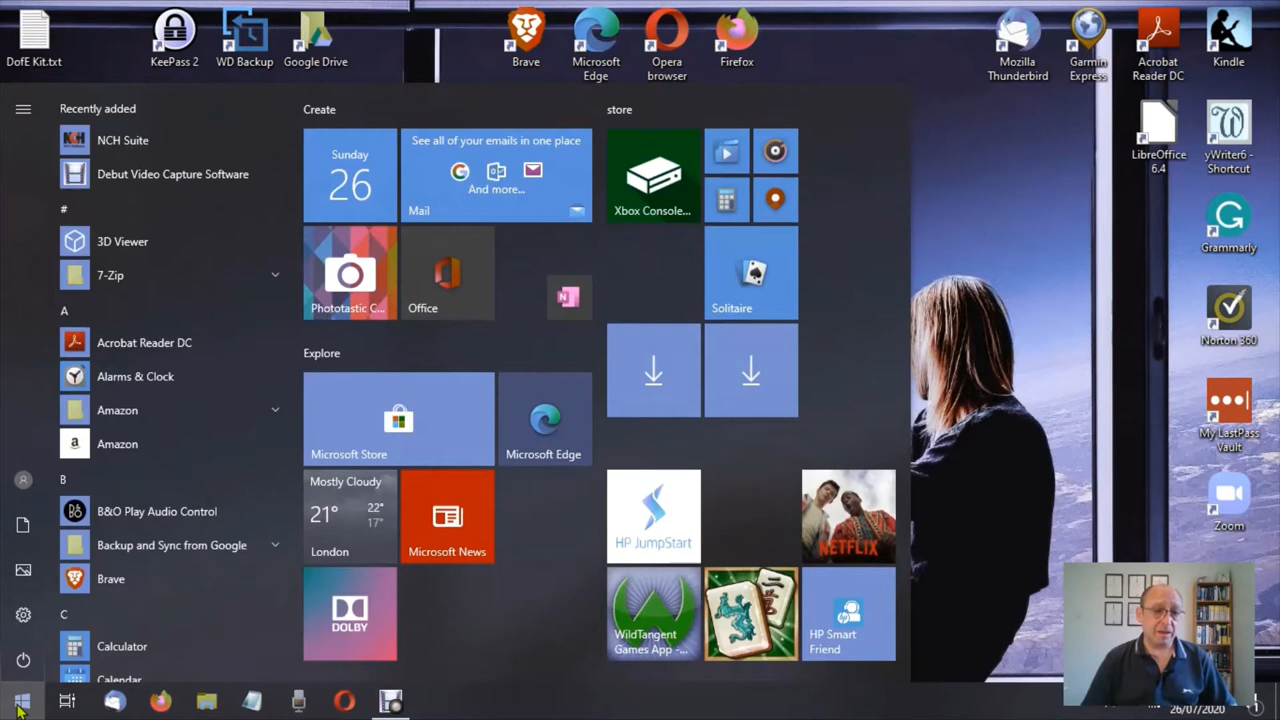 DofE Kit.txt
KeePass 2
WD Backup
Google Drive
Brave
Microsoft
Edge
Opera
browser
Firefox
Mozilla
Thunderbird
Garmin
Express
Acrobat
Reader DC
Kindle
LibreOffice
6.4
yWriter6 -
Shortcut
Grammarly
Norton 360
My LastPass
Vault
Zoom
Recently added
NCH Suite
Debut Video Capture Software
#
3D Viewer
7-Zip
A
Acrobat Reader DC
Alarms & Clock
Amazon
Amazon
B
B&O Play Audio Control
Backup and Sync from Google
Brave
C
Calculator
Calendar
Create
Sunday
26
See all of your emails in one place
And more...
Mail
Phototastic C...
Office
Explore
Microsoft Store
Microsoft Edge
Mostly Cloudy
21°
22°
17°
London
Microsoft News
DOLBY
store
Xbox Console...
Solitaire
HP JumpStart
NETFLIX
WildTangent
Games App -...
HP Smart
Friend
26/07/2020